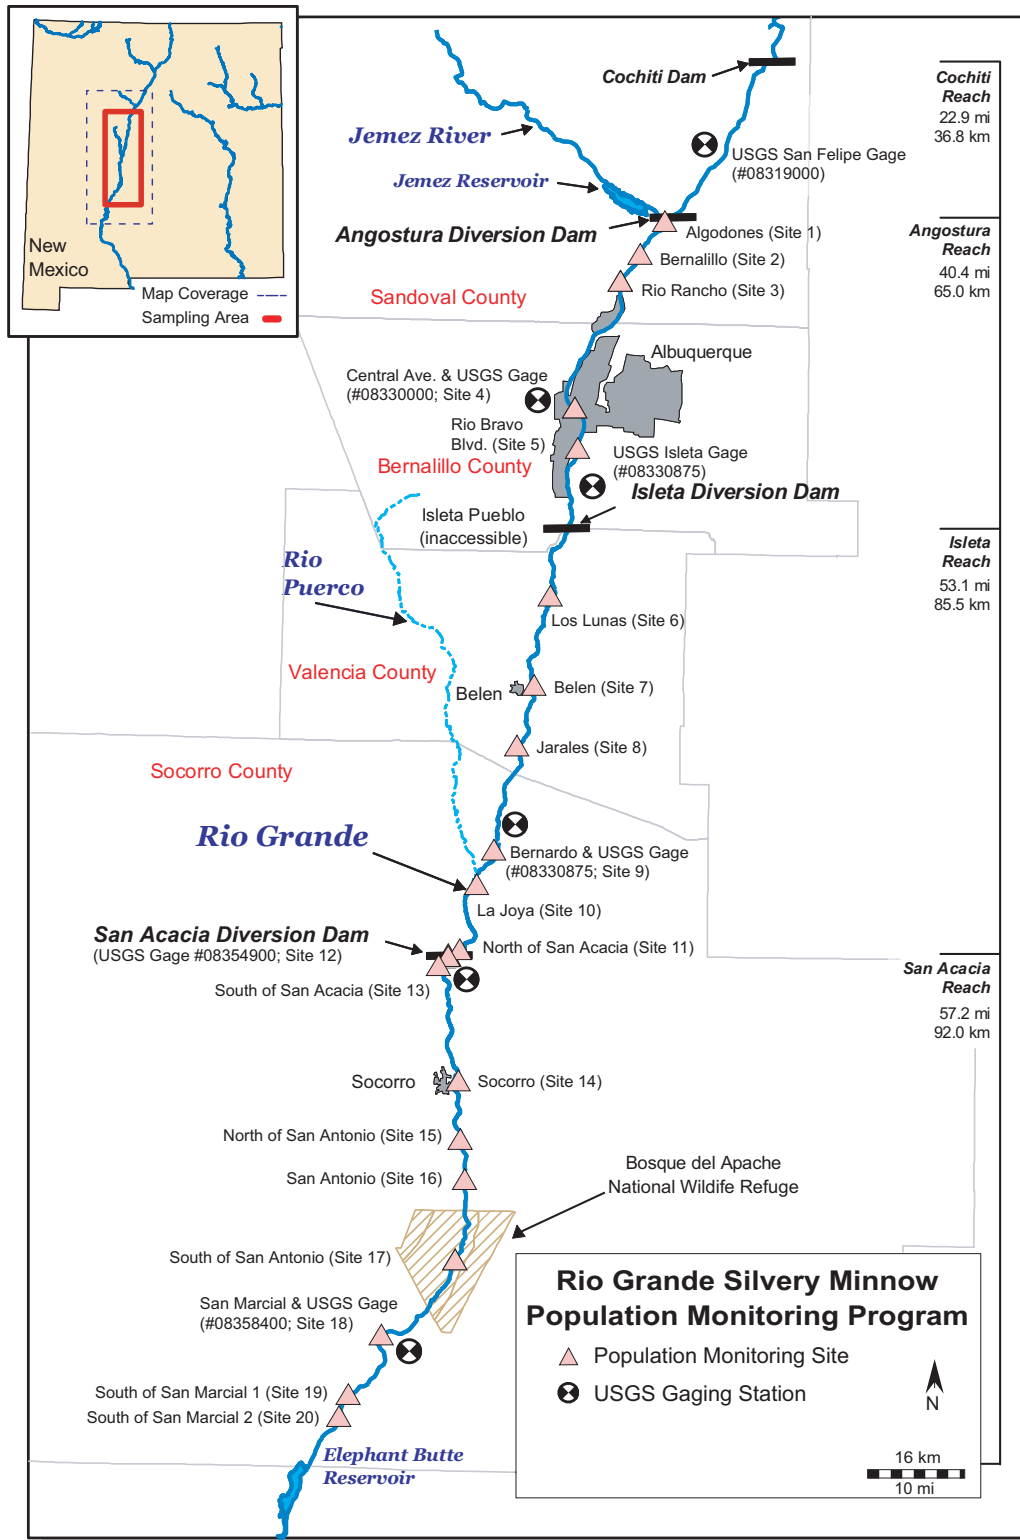 New
Mexico
Map Coverage
Sampling Area
Cochiti Dam
Cochiti
Reach
22.9 mi
36.8 km
Jemez River
USGS San Felipe Gage
(#08319000)
Jemez Reservoir
Angostura Diversion Dam
Algodones (Site 1)
Angostura
Reach
40.4 mi
65.0 km
Bernalillo (Site 2)
Rio Rancho (Site 3)
Sandoval County
Albuquerque
Central Ave. & USGS Gage
(#08330000; Site 4)
Rio Bravo
Blvd. (Site 5)
USGS Isleta Gage
(#08330875)
Bernalillo County
Isleta Diversion Dam
Isleta Pueblo
(inaccessible)
Isleta
Reach
53.1 mi
85.5 km
Rio
Puerco
Los Lunas (Site 6)
Valencia County
Belen
Belen (Site 7)
Jarales (Site 8)
Socorro County
Rio Grande
Bernardo & USGS Gage
(#08330875; Site 9)
La Joya (Site 10)
San Acacia Diversion Dam
(USGS Gage #08354900; Site 12)
North of San Acacia (Site 11)
South of San Acacia (Site 13)
San Acacia
Reach
57.2 mi
92.0 km
Socorro
Socorro (Site 14)
North of San Antonio (Site 15)
San Antonio (Site 16)
Bosque del Apache
National Wildife Refuge
South of San Antonio (Site 17)
San Marcial & USGS Gage
(#08358400; Site 18)
South of San Marcial 1 (Site 19)
South of San Marcial 2 (Site 20)
Elephant Butte
Reservoir
Rio Grande Silvery Minnow
Population Monitoring Program
Population Monitoring Site
USGS Gaging Station
N
16 km
10 mi